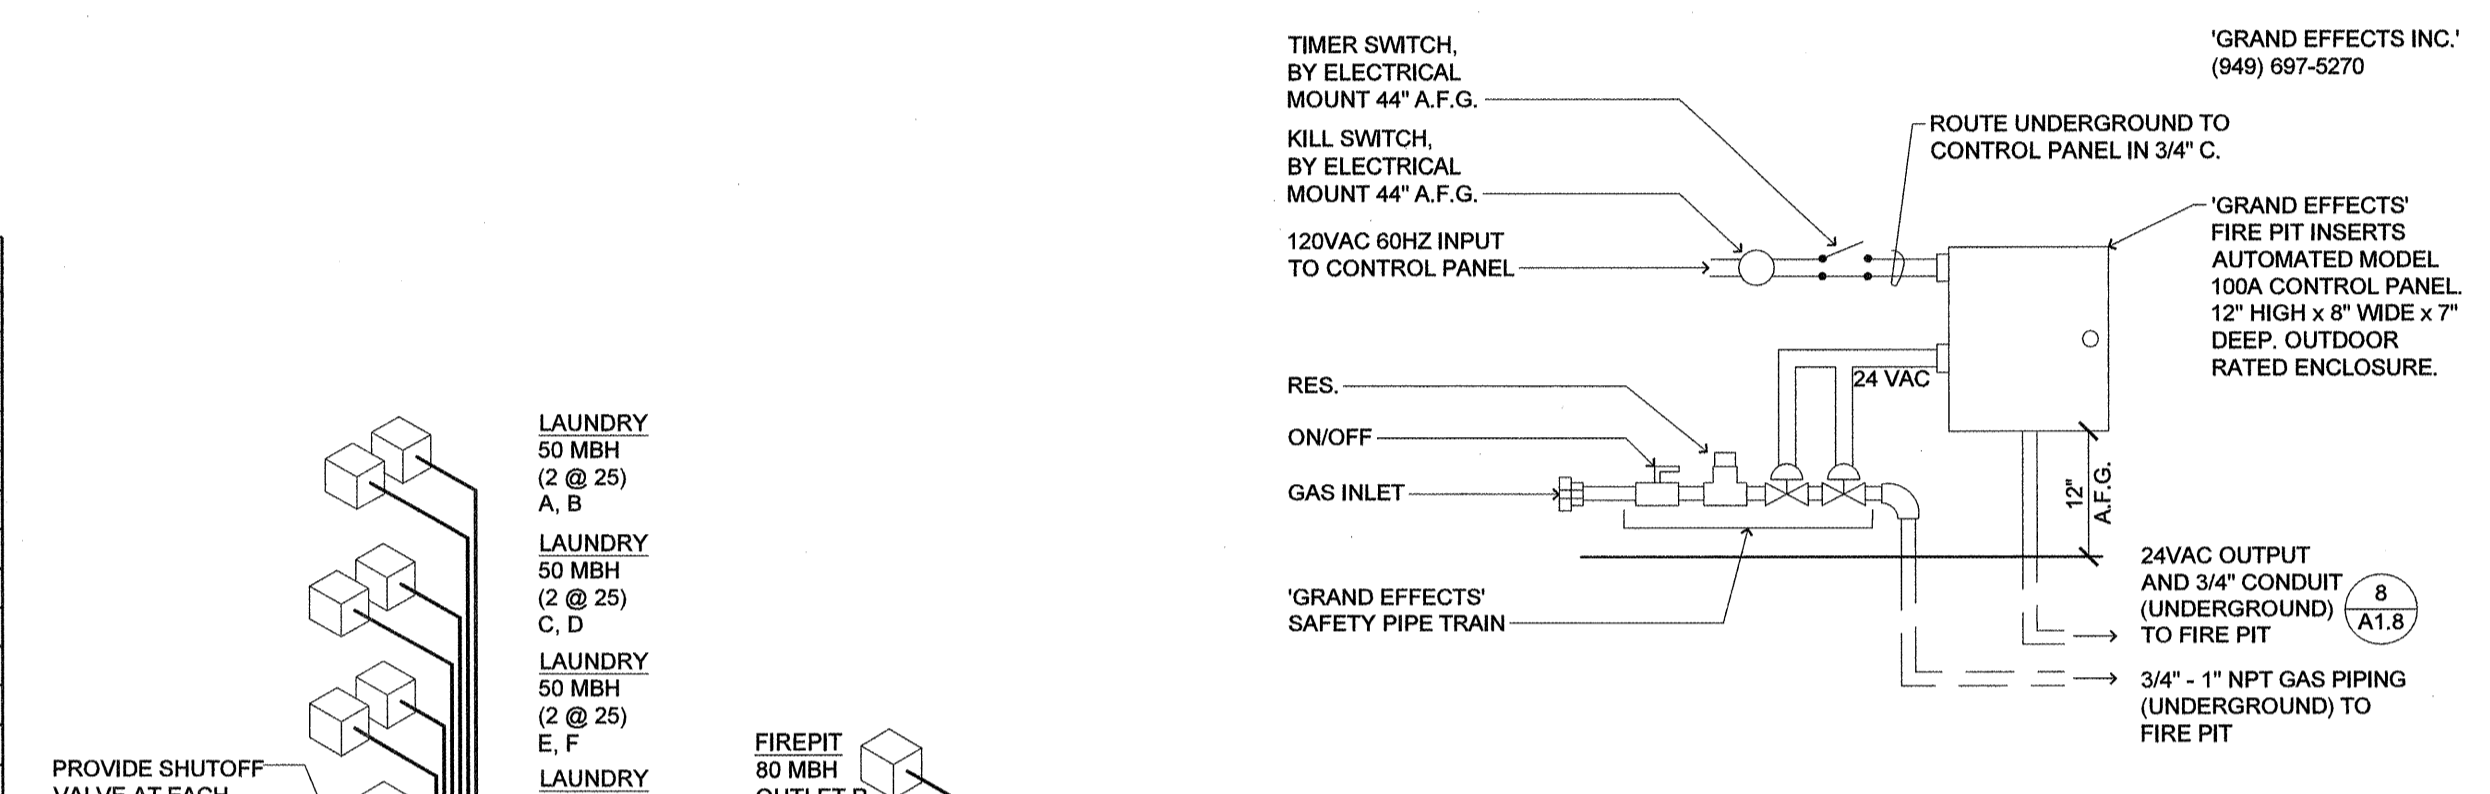 TIMER SWITCH,
BY ELECTRICAL
MOUNT 44" A.F.G.
KILL SWITCH,
BY ELECTRICAL
MOUNT 44" A.F.G.
120VAC 60HZ INPUT
TO CONTROL PANEL
'GRAND EFFECTS INC.'
(949) 697-5270
ROUTE UNDERGROUND TO
CONTROL PANEL IN 3/4" C.
'GRAND EFFECTS'
FIRE PIT INSERTS
AUTOMATED MODEL
100A CONTROL PANEL.
12" HIGH x 8" WIDE x 7"
DEEP. OUTDOOR
RATED ENCLOSURE.
24 VAC
RES.
ON/OFF
GAS INLET
12"
A.F.G.
'GRAND EFFECTS'
SAFETY PIPE TRAIN
24VAC OUTPUT
AND 3/4" CONDUIT
(UNDERGROUND)
TO FIRE PIT
8
A1.8
3/4" - 1" NPT GAS PIPING
(UNDERGROUND) TO
FIRE PIT
LAUNDRY
50 MBH
(2 @ 25)
A, B
LAUNDRY
50 MBH
(2 @ 25)
C, D
LAUNDRY
50 MBH
(2 @ 25)
E, F
LAUNDRY
PROVIDE SHUTOFF
VALVE AT EACH
FIREPIT
80 MBH
OUTLET